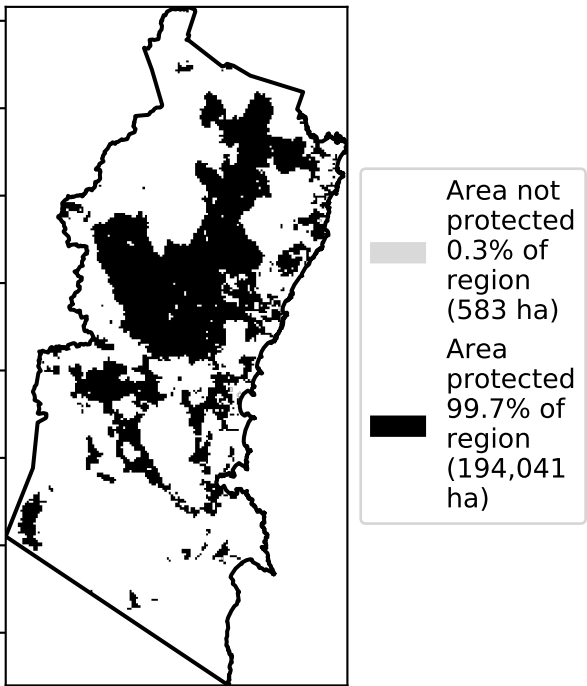 Area not
protected
0.3% of
region
(583 ha)
Area
protected
99.7% of
region
(194,041
ha)